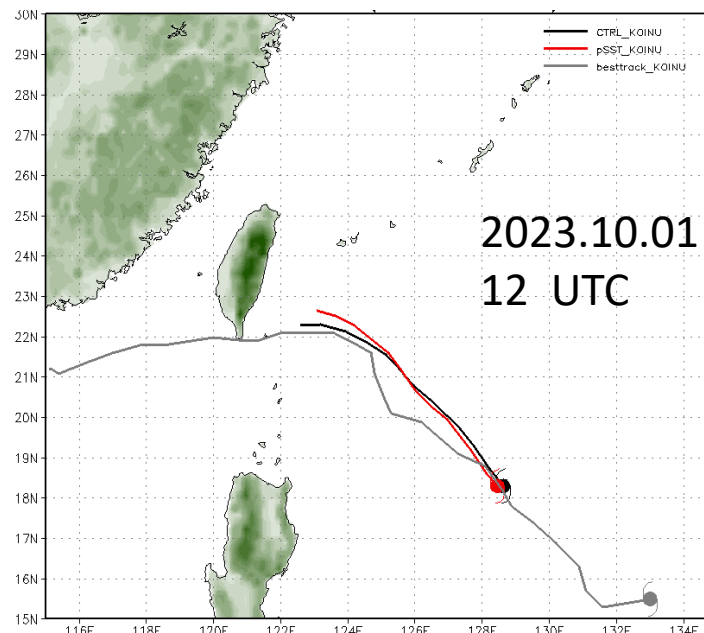 30N
CTRL_KOINU
pSST_KOINU
besttrack_KOINU
29N
28N
27N
26N
25N
2023.10.01
24N
12 UTC
23N
22N
21N
20N
19N
18N
17N
16N
15N
116E 118E 120E 122E 124E 126E 128E 130E 132E 134E